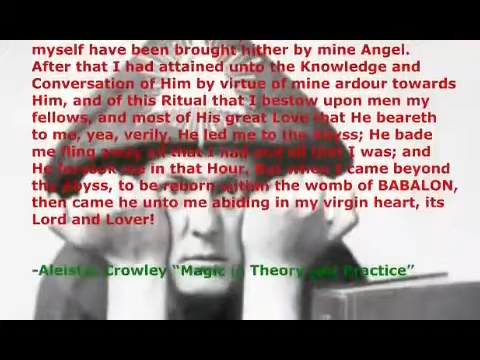 myself have been brought hither by mine Angel.
After that I had attained unto the Knowledge and
Conversation of Him by virtue of mine ardour towards
Him, and of this Ritual that I bestow upon men my
fellows, and most of His great Love that He beareth
to me, yea, verily, He led me to the Abyss; He bade
me fling away all that I had and all that I was; and
He forsook me in that Hour. But when I came beyond
the Abyss, to be reborn within the womb of BABALON,
then came he unto me abiding in my virgin heart, its
Lord and Lover!
-Aleister Crowley “Magic in Theory and Practice”